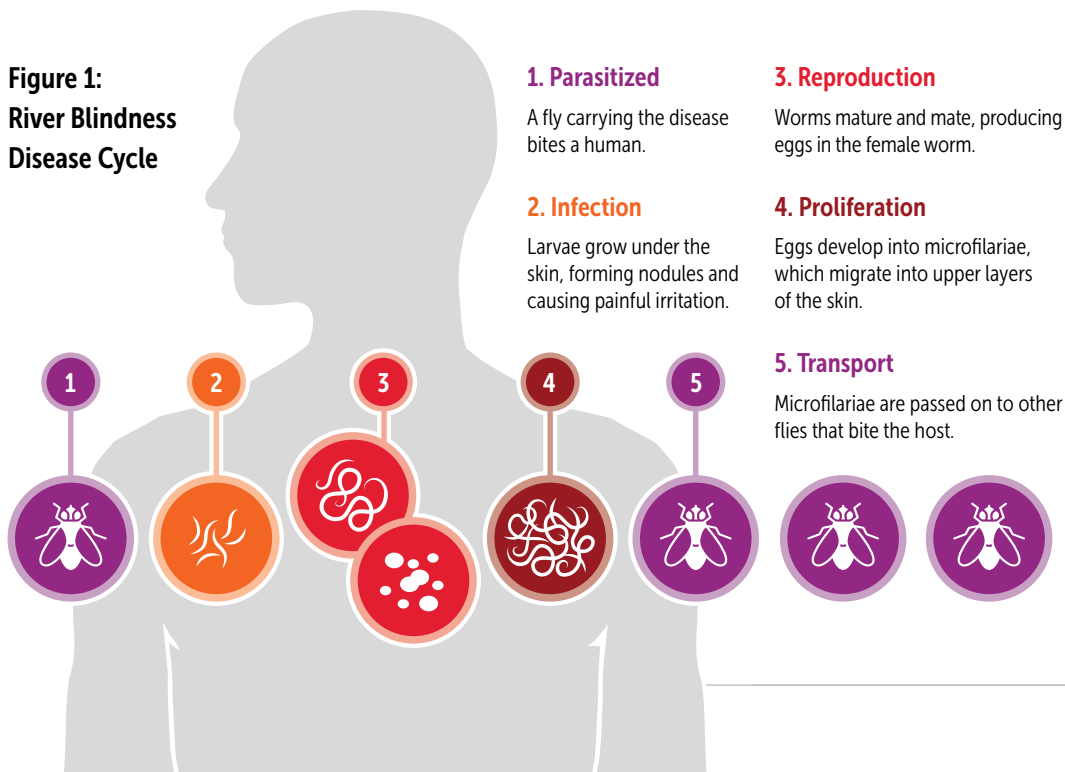 Figure 1:
River Blindness
Disease Cycle
1. Parasitized
A fly carrying the disease
bites a human.
2. Infection
Larvae grow under the
skin, forming nodules and
causing painful irritation.
3. Reproduction
Worms mature and mate, producing
eggs in the female worm.
4. Proliferation
Eggs develop into microfilariae,
which migrate into upper layers
of the skin.
5. Transport
Microfilariae are passed on to other
flies that bite the host.
1
2
3
4
5